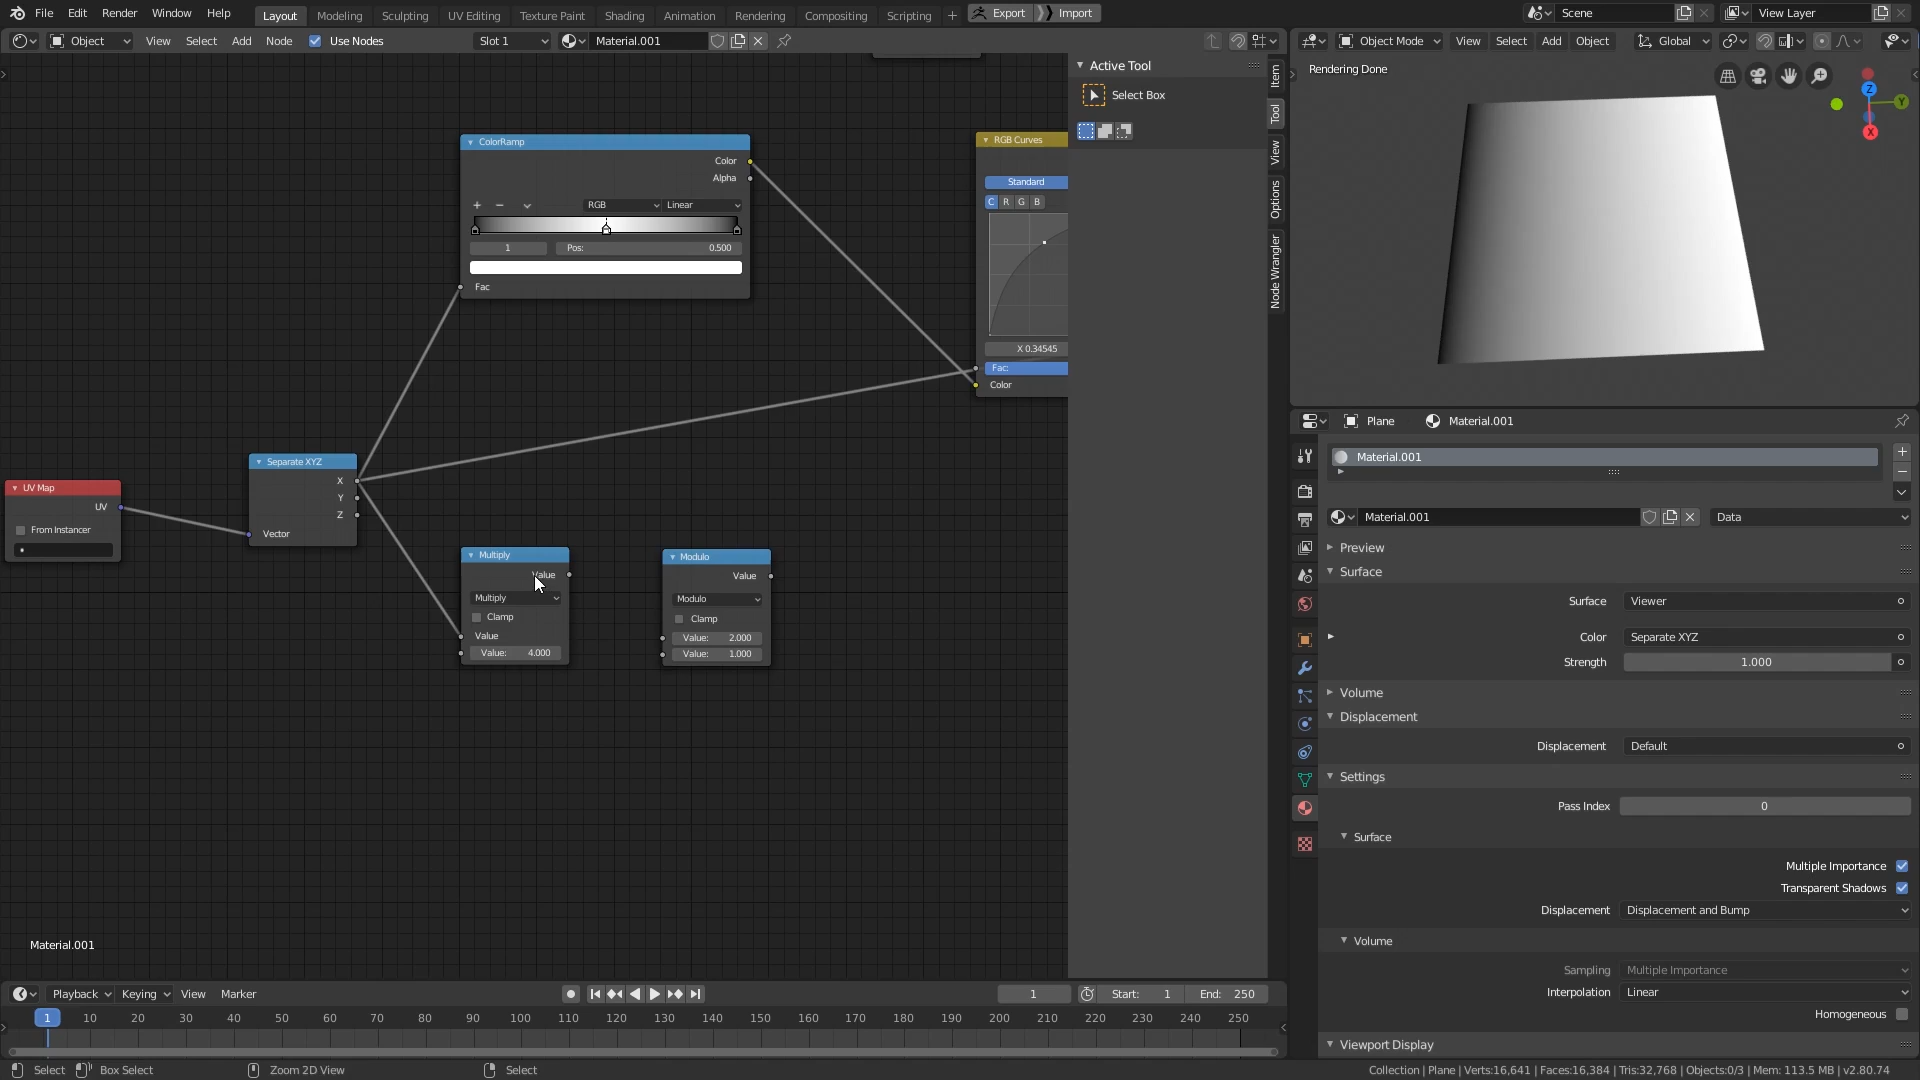 File Edit Render Window Help Layout Modeling Sculpting UV Editing Texture Paint Shading Animation Rendering Compositing Scripting + Export Import Scene View Layer
Object View Select Add Node Use Nodes Slot 1 Material.001
Object Mode View Select Add Object Global
Rendering Done
Z
Y
X
Active Tool
Select Box
Item
Tool
View
Options
Node Wrangler
ColorRamp
Color
Alpha
RGB Linear
1 Pos: 0.500
Fac
RGB Curves
Standard
C R G B
X 0.34545
Fac:
Color
UV Map
UV
From Instancer
Separate XYZ
X
Y
Z
Vector
Multiply
Value
Multiply
Clamp
Value
Value: 4.000
Modulo
Value
Modulo
Clamp
Value: 2.000
Value: 1.000
Material.001
Plane Material.001
Material.001
Material.001 Data
Preview
Surface
Surface Viewer
Color Separate XYZ
Strength 1.000
Volume
Displacement
Displacement Default
Settings
Pass Index 0
Surface
Multiple Importance
Transparent Shadows
Displacement Displacement and Bump
Volume
Sampling Multiple Importance
Interpolation Linear
Homogeneous
Viewport Display
Playback Keying View Marker 1 Start: 1 End: 250
1 10 20 30 40 50 60 70 80 90 100 110 120 130 140 150 160 170 180 190 200 210 220 230 240 250
Select Box Select Zoom 2D View Select Collection | Plane | Verts:16,641 | Faces:16,384 | Tris:32,768 | Objects:0/3 | Mem: 113.5 MB | v2.80.74